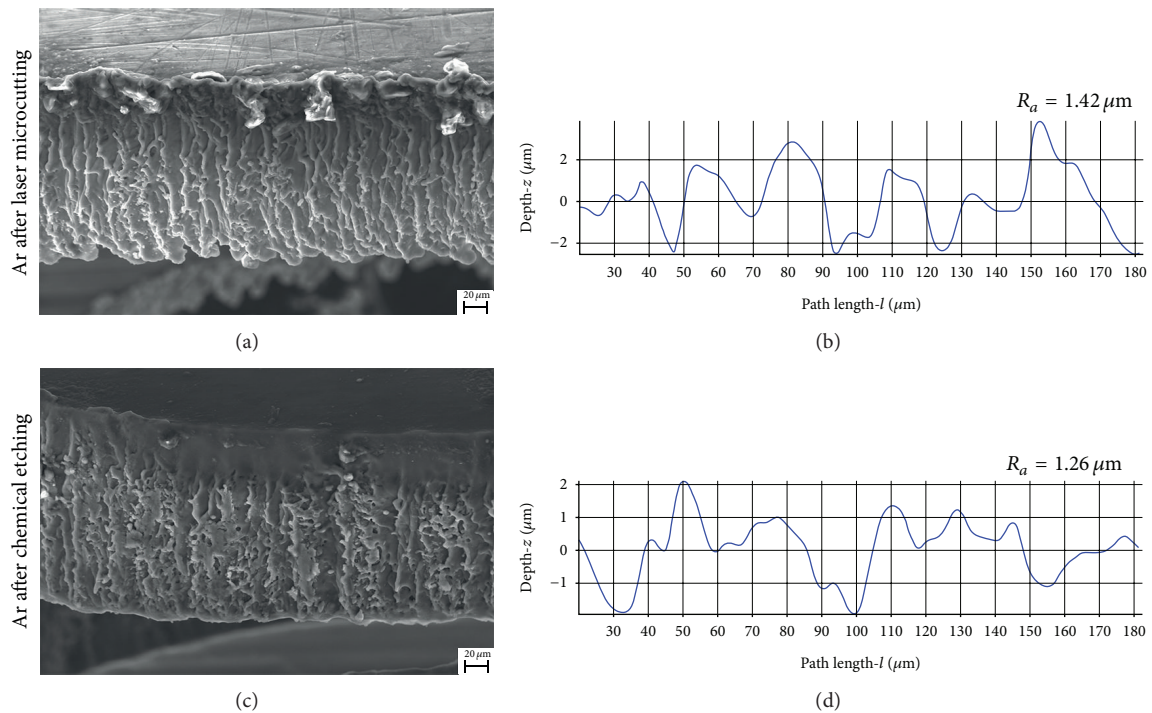 Ar after laser microcutting
20 μm
(a)
R_a = 1.42 μm
Depth-z (μm)
2
0
−2
30 40 50 60 70 80 90 100 110 120 130 140 150 160 170 180
Path length-l (μm)
(b)
Ar after chemical etching
20 μm
(c)
R_a = 1.26 μm
Depth-z (μm)
2
1
0
−1
30 40 50 60 70 80 90 100 110 120 130 140 150 160 170 180
Path length-l (μm)
(d)